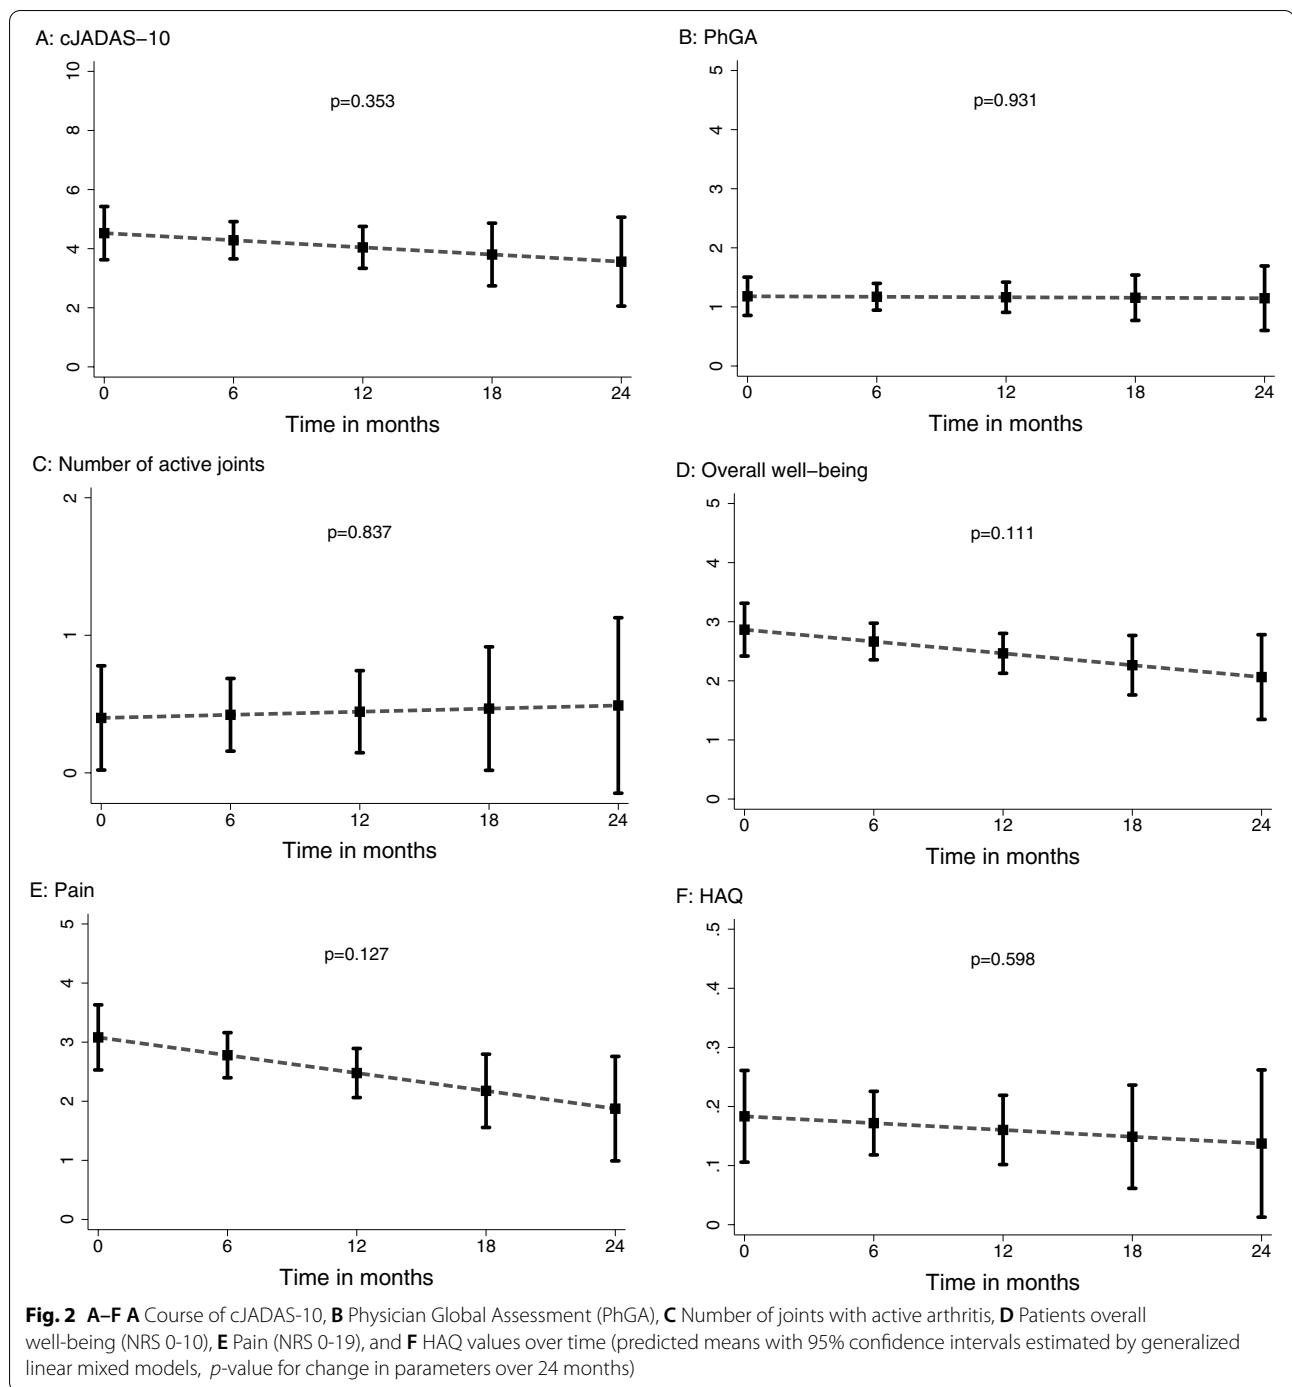 A: cJADAS−10
10
8
6
4
2
0
p=0.353
0 6 12 18 24
Time in months
B: PhGA
5
4
3
2
1
0
p=0.931
0 6 12 18 24
Time in months
C: Number of active joints
2
1
0
p=0.837
0 6 12 18 24
Time in months
D: Overall well−being
5
4
3
2
1
0
p=0.111
0 6 12 18 24
Time in months
E: Pain
5
4
3
2
1
0
p=0.127
0 6 12 18 24
Time in months
F: HAQ
.5
.4
.3
.2
.1
0
p=0.598
0 6 12 18 24
Time in months
Fig. 2 A–F A Course of cJADAS-10, B Physician Global Assessment (PhGA), C Number of joints with active arthritis, D Patients overall
well-being (NRS 0-10), E Pain (NRS 0-19), and F HAQ values over time (predicted means with 95% confidence intervals estimated by generalized
linear mixed models, p-value for change in parameters over 24 months)